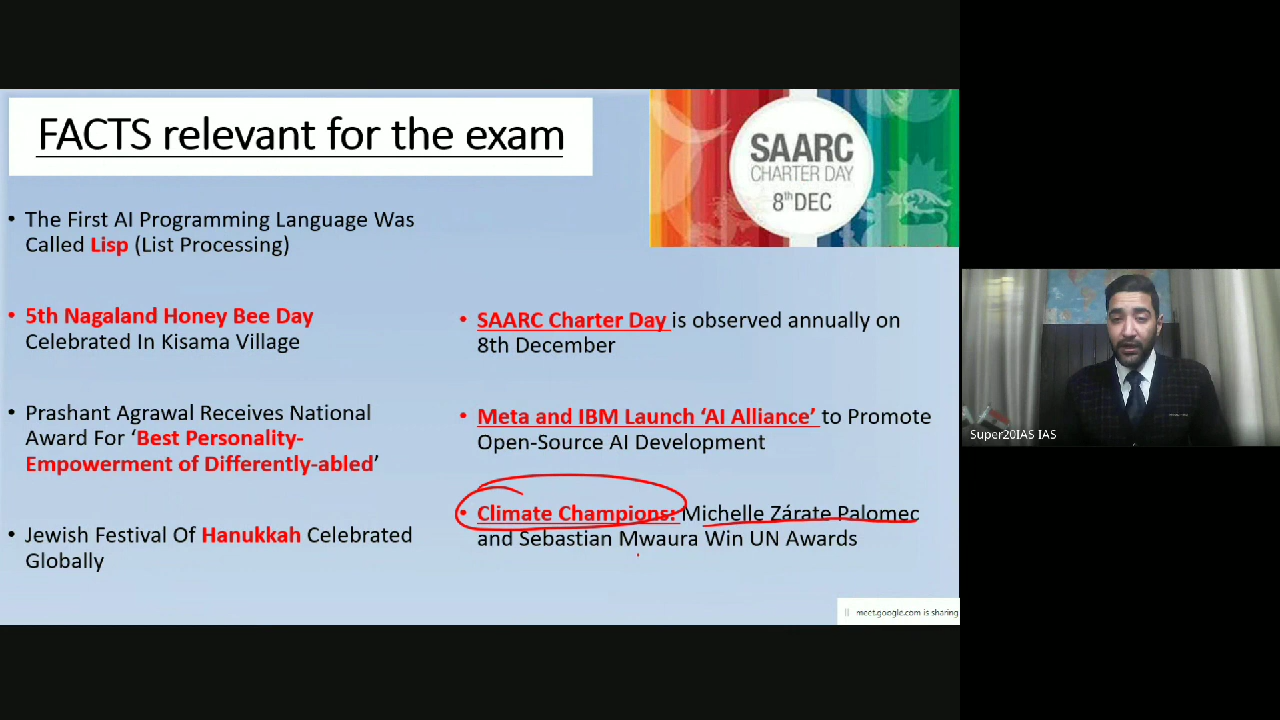 FACTS relevant for the exam
SAARC
CHARTER DAY
8th DEC
• The First AI Programming Language Was
Called Lisp (List Processing)
• 5th Nagaland Honey Bee Day
Celebrated In Kisama Village
• Prashant Agrawal Receives National
Award For ‘Best Personality-
Empowerment of Differently-abled’
• Jewish Festival Of Hanukkah Celebrated
Globally
• SAARC Charter Day is observed annually on
8th December
• Meta and IBM Launch ‘AI Alliance’ to Promote
Open-Source AI Development
• Climate Champions: Michelle Zárate Palomec
and Sebastian Mwaura Win UN Awards
meet.google.com is sharing
Super20IAS IAS